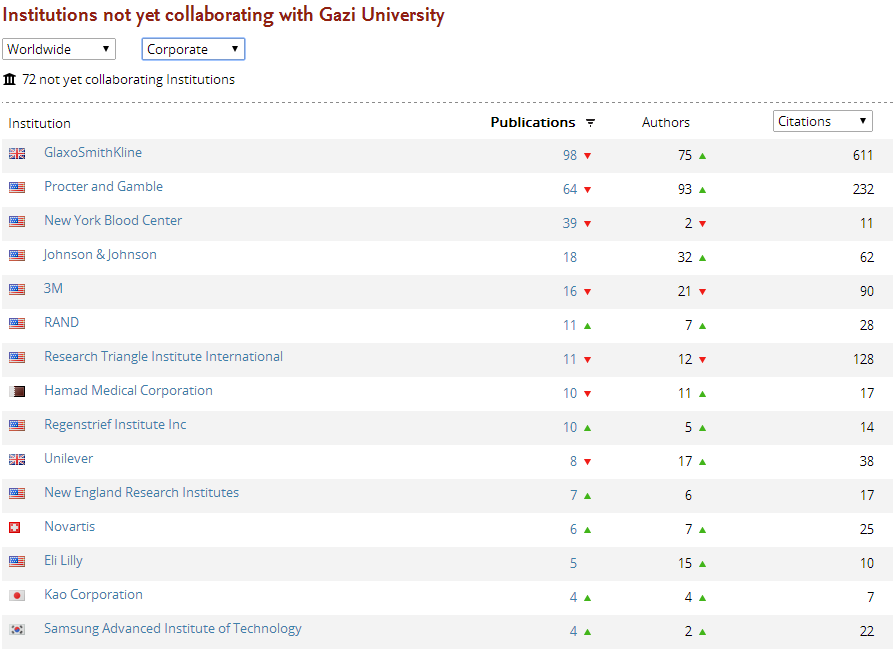 Institutions not yet collaborating with Gazi University
Worldwide Corporate
72 not yet collaborating Institutions
Institution Publications Authors Citations
GlaxoSmithKline 98 75 611
Procter and Gamble 64 93 232
New York Blood Center 39 2 11
Johnson & Johnson 18 32 62
3M 16 21 90
RAND 11 7 28
Research Triangle Institute International 11 12 128
Hamad Medical Corporation 10 11 17
Regenstrief Institute Inc 10 5 14
Unilever 8 17 38
New England Research Institutes 7 6 17
Novartis 6 7 25
Eli Lilly 5 15 10
Kao Corporation 4 4 7
Samsung Advanced Institute of Technology 4 2 22